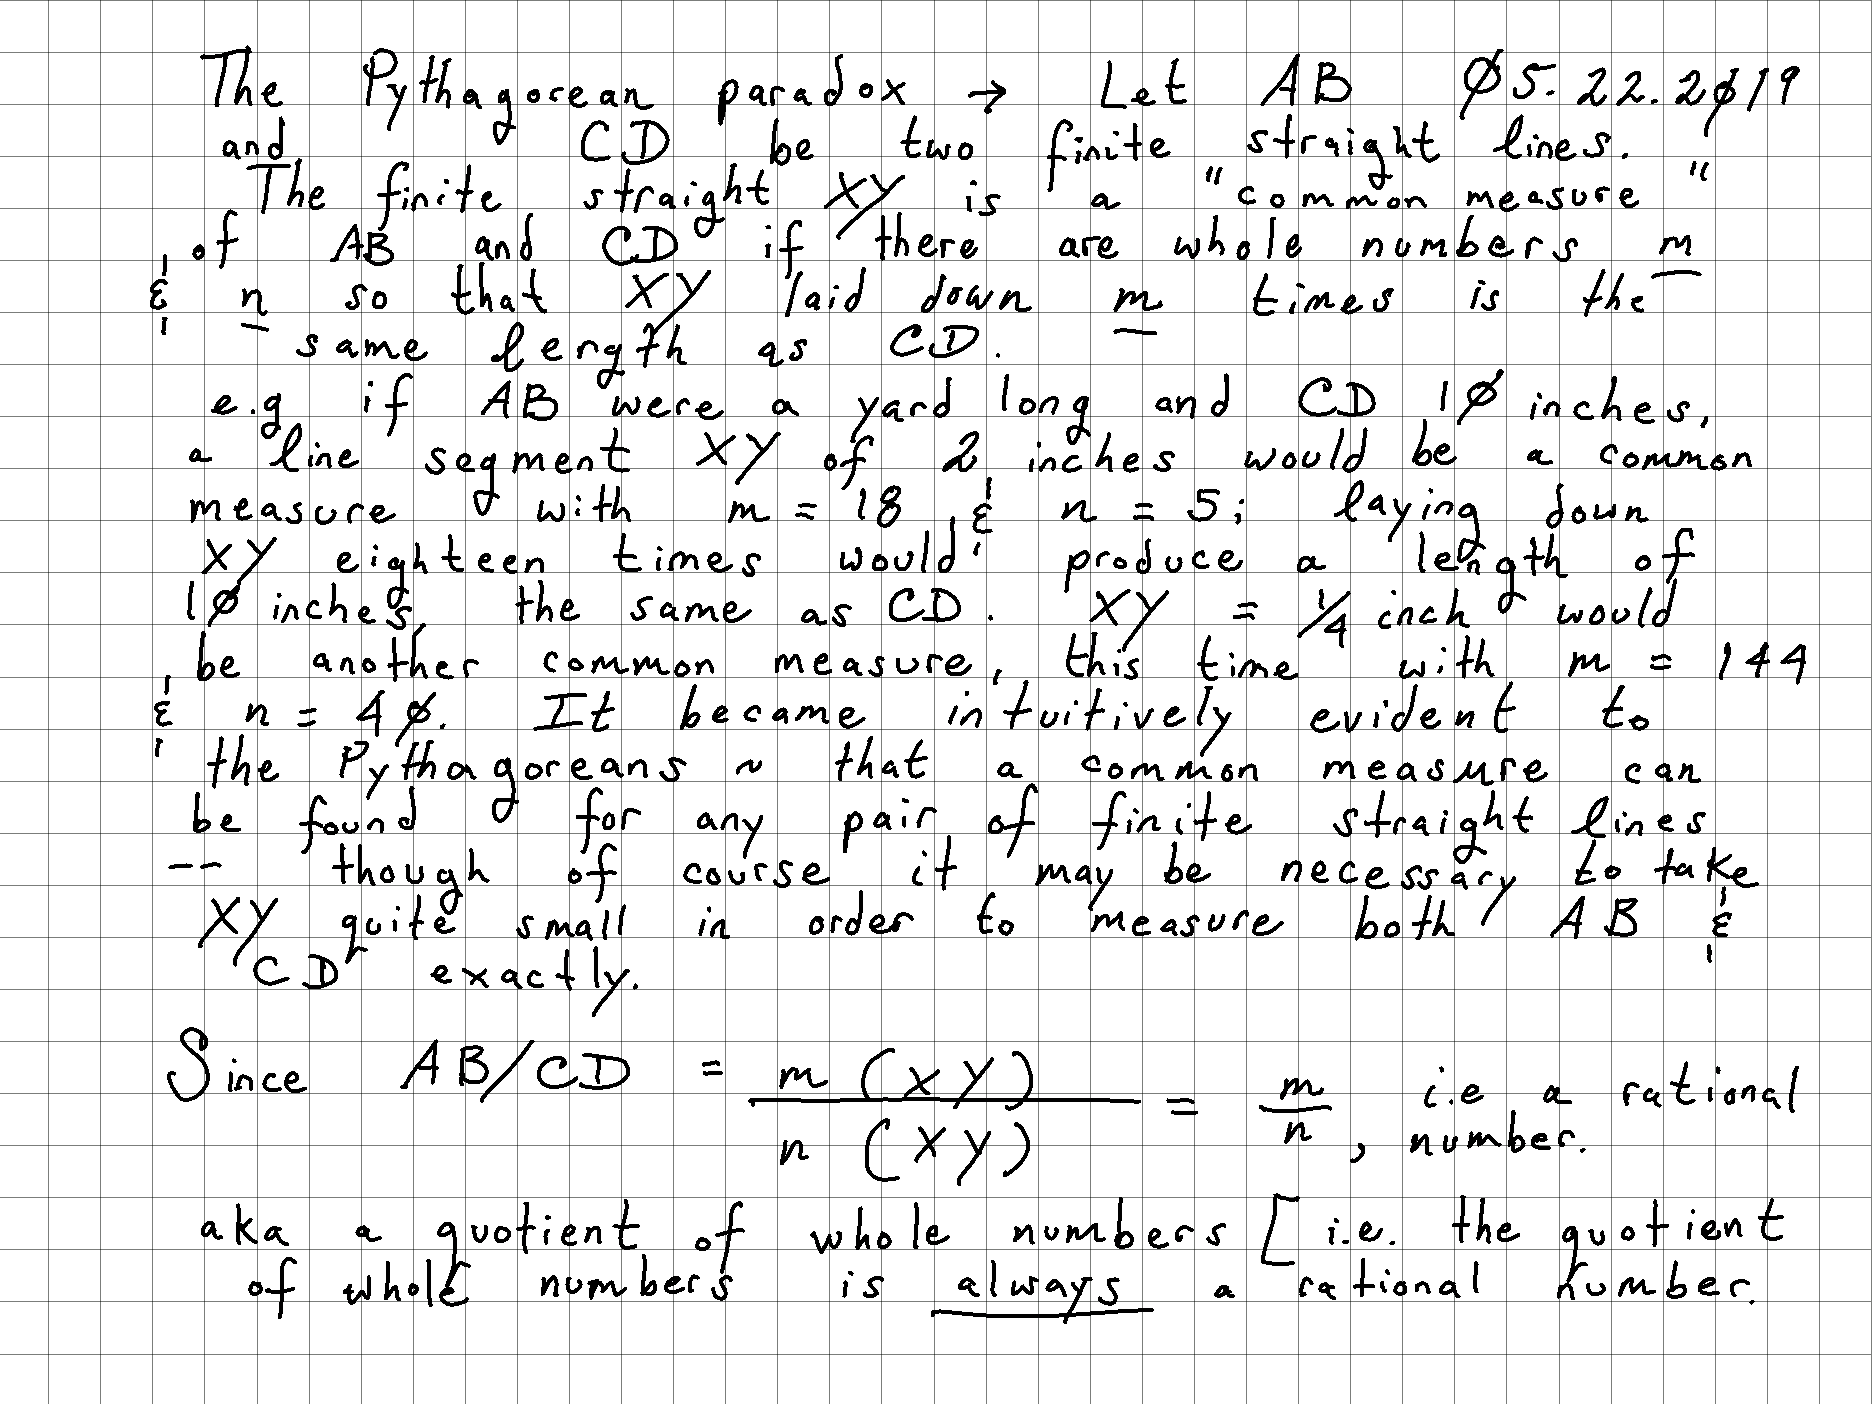 The Pythagorean paradox → Let AB Ø5.22.2Ø19
and CD be two finite straight lines.
The finite straight XY is a "common measure"
of AB and CD if there are whole numbers m
& n so that XY laid down m times is the
same length as CD.
e.g if AB were a yard long and CD 1Ø inches,
a line segment XY of 2 inches would be a common
measure with m = 18 & n = 5; laying down
XY eighteen times would produce a length of
1Ø inches, the same as CD. XY = 1/4 inch would
be another common measure, this time with m = 144
& n = 4Ø. It became intuitively evident to
the Pythagoreans ~ that a common measure can
be found for any pair of finite straight lines
-- though of course it may be necessary to take
XY quite small in order to measure both AB &
CD exactly.
Since AB/CD = m (XY) / n (XY) = m/n , i.e a rational
number.
aka a quotient of whole numbers [ i.e. the quotient
of whole numbers is always a rational number.